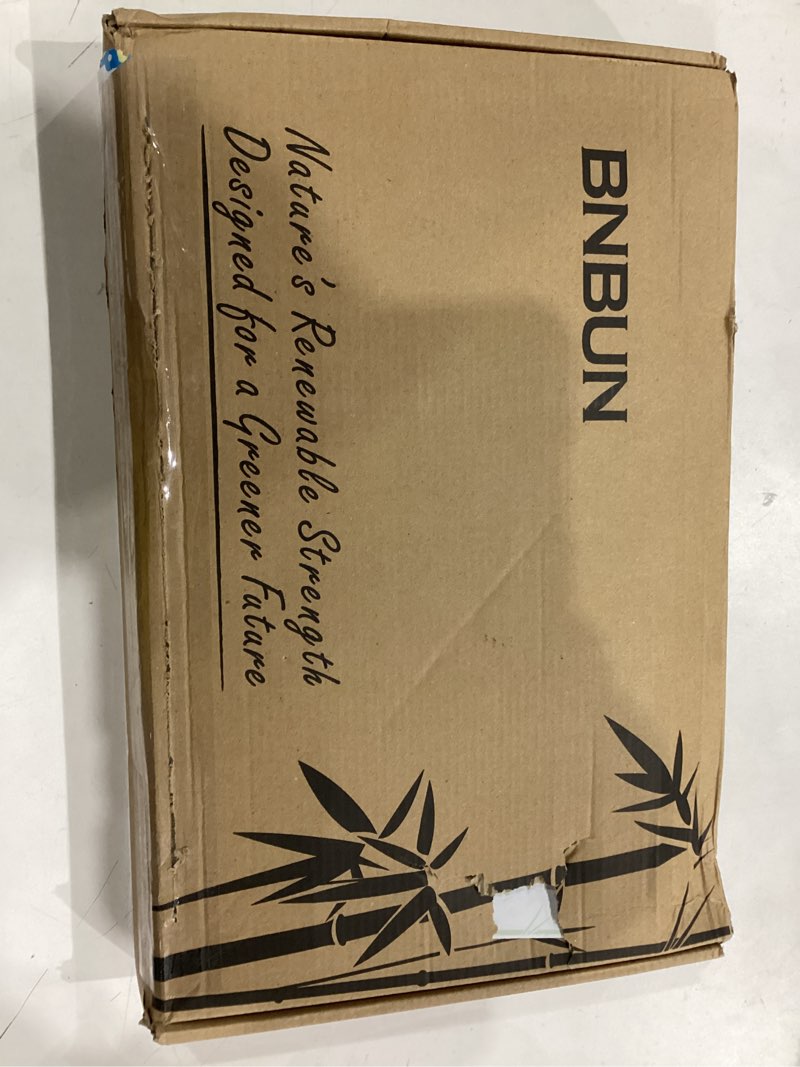 BNBUN
Nature's Renewable Strength
Designed for a Greener Future